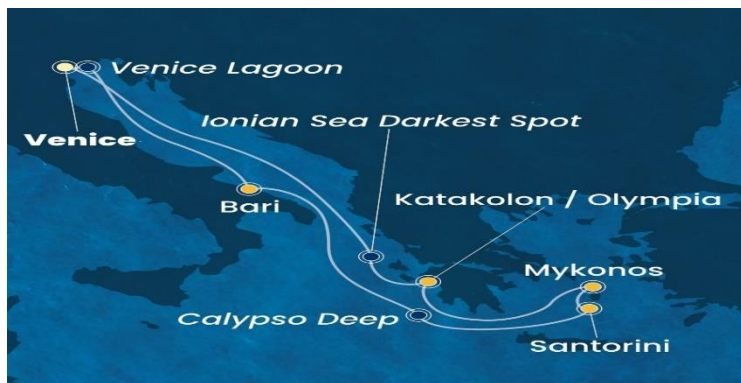 Venice Lagoon
Ionian Sea Darkest Spot
Venice
Katakolon / Olympia
Bari
Mykonos
Calypso Deep
Santorini